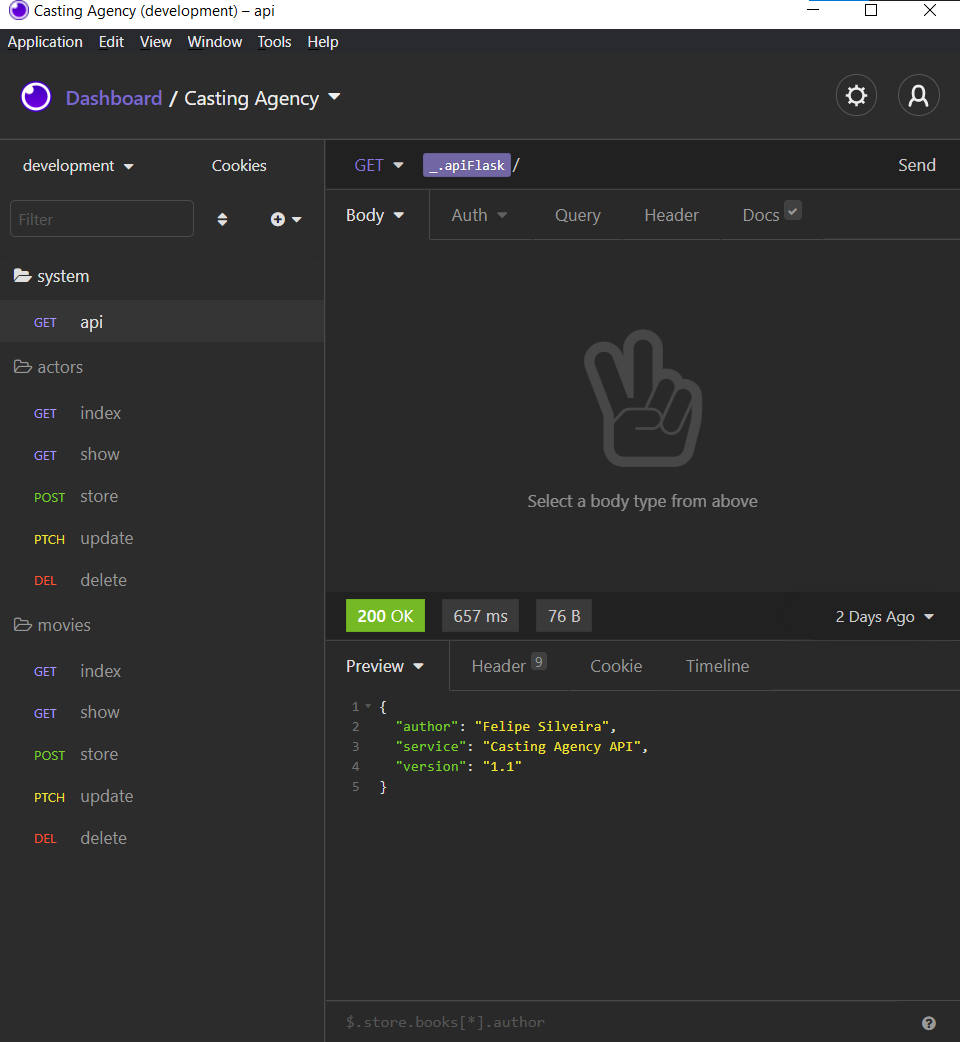 Casting Agency (development) – api
Application Edit View Window Tools Help
Dashboard / Casting Agency
development Cookies
Filter
system
GET api
actors
GET index
GET show
POST store
PTCH update
DEL delete
movies
GET index
GET show
POST store
PTCH update
DEL delete
GET _.apiFlask / Send
Body Auth Query Header Docs
Select a body type from above
200 OK 657 ms 76 B 2 Days Ago
Preview Header 9 Cookie Timeline
1 {
2 "author": "Felipe Silveira",
3 "service": "Casting Agency API",
4 "version": "1.1"
5 }
$.store.books[*].author ?